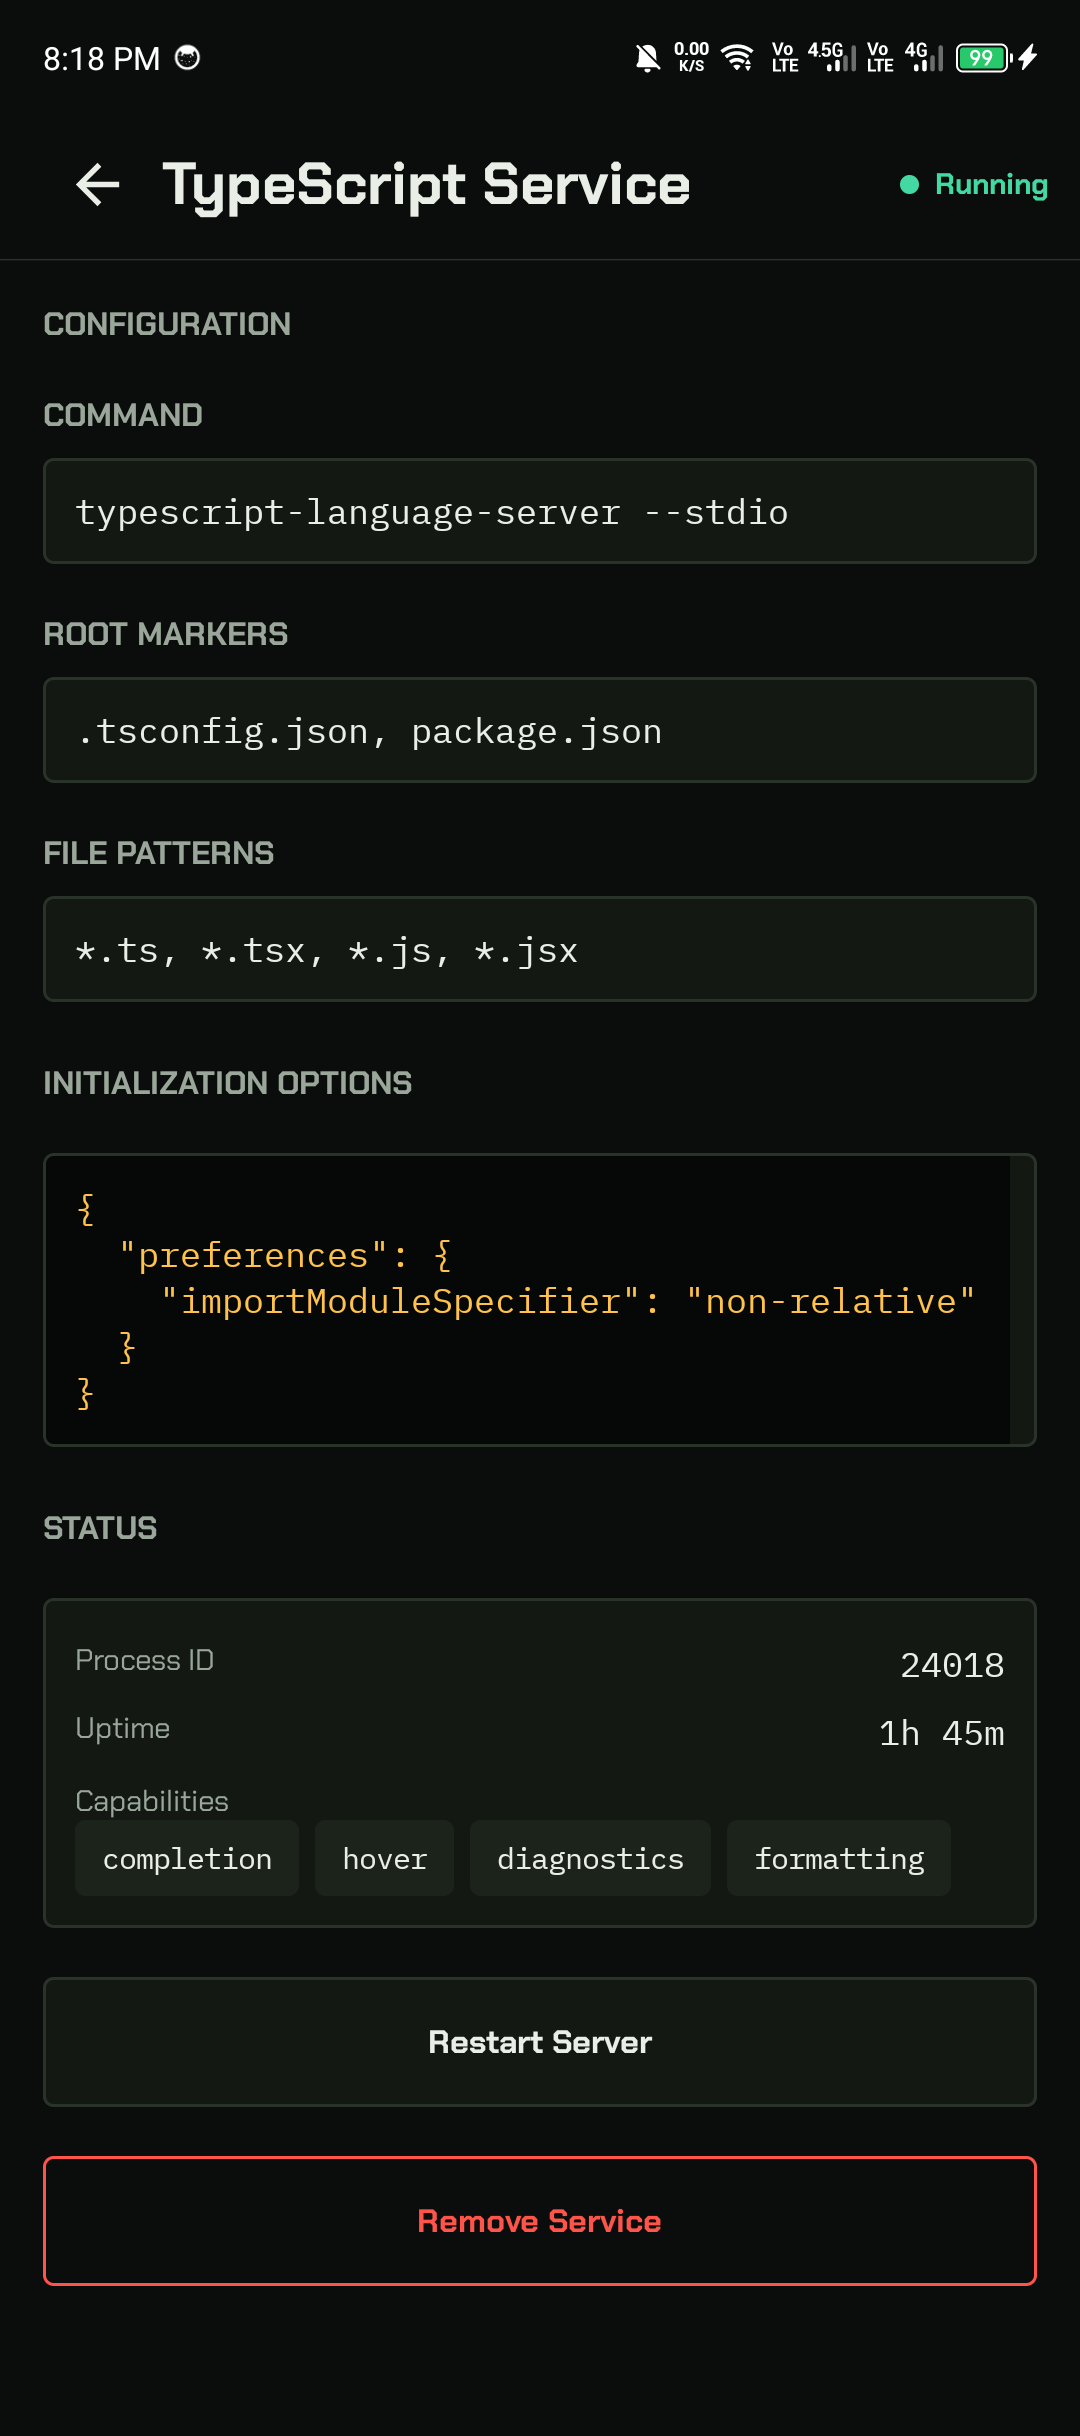 8:18 PM
0.00 K/S
Vo LTE
4.5G
Vo LTE
4G
99
TypeScript Service
Running
CONFIGURATION
COMMAND
typescript-language-server --stdio
ROOT MARKERS
.tsconfig.json, package.json
FILE PATTERNS
*.ts, *.tsx, *.js, *.jsx
INITIALIZATION OPTIONS
{
  "preferences": {
    "importModuleSpecifier": "non-relative"
  }
}
STATUS
Process ID 24018
Uptime 1h 45m
Capabilities
completion hover diagnostics formatting
Restart Server
Remove Service